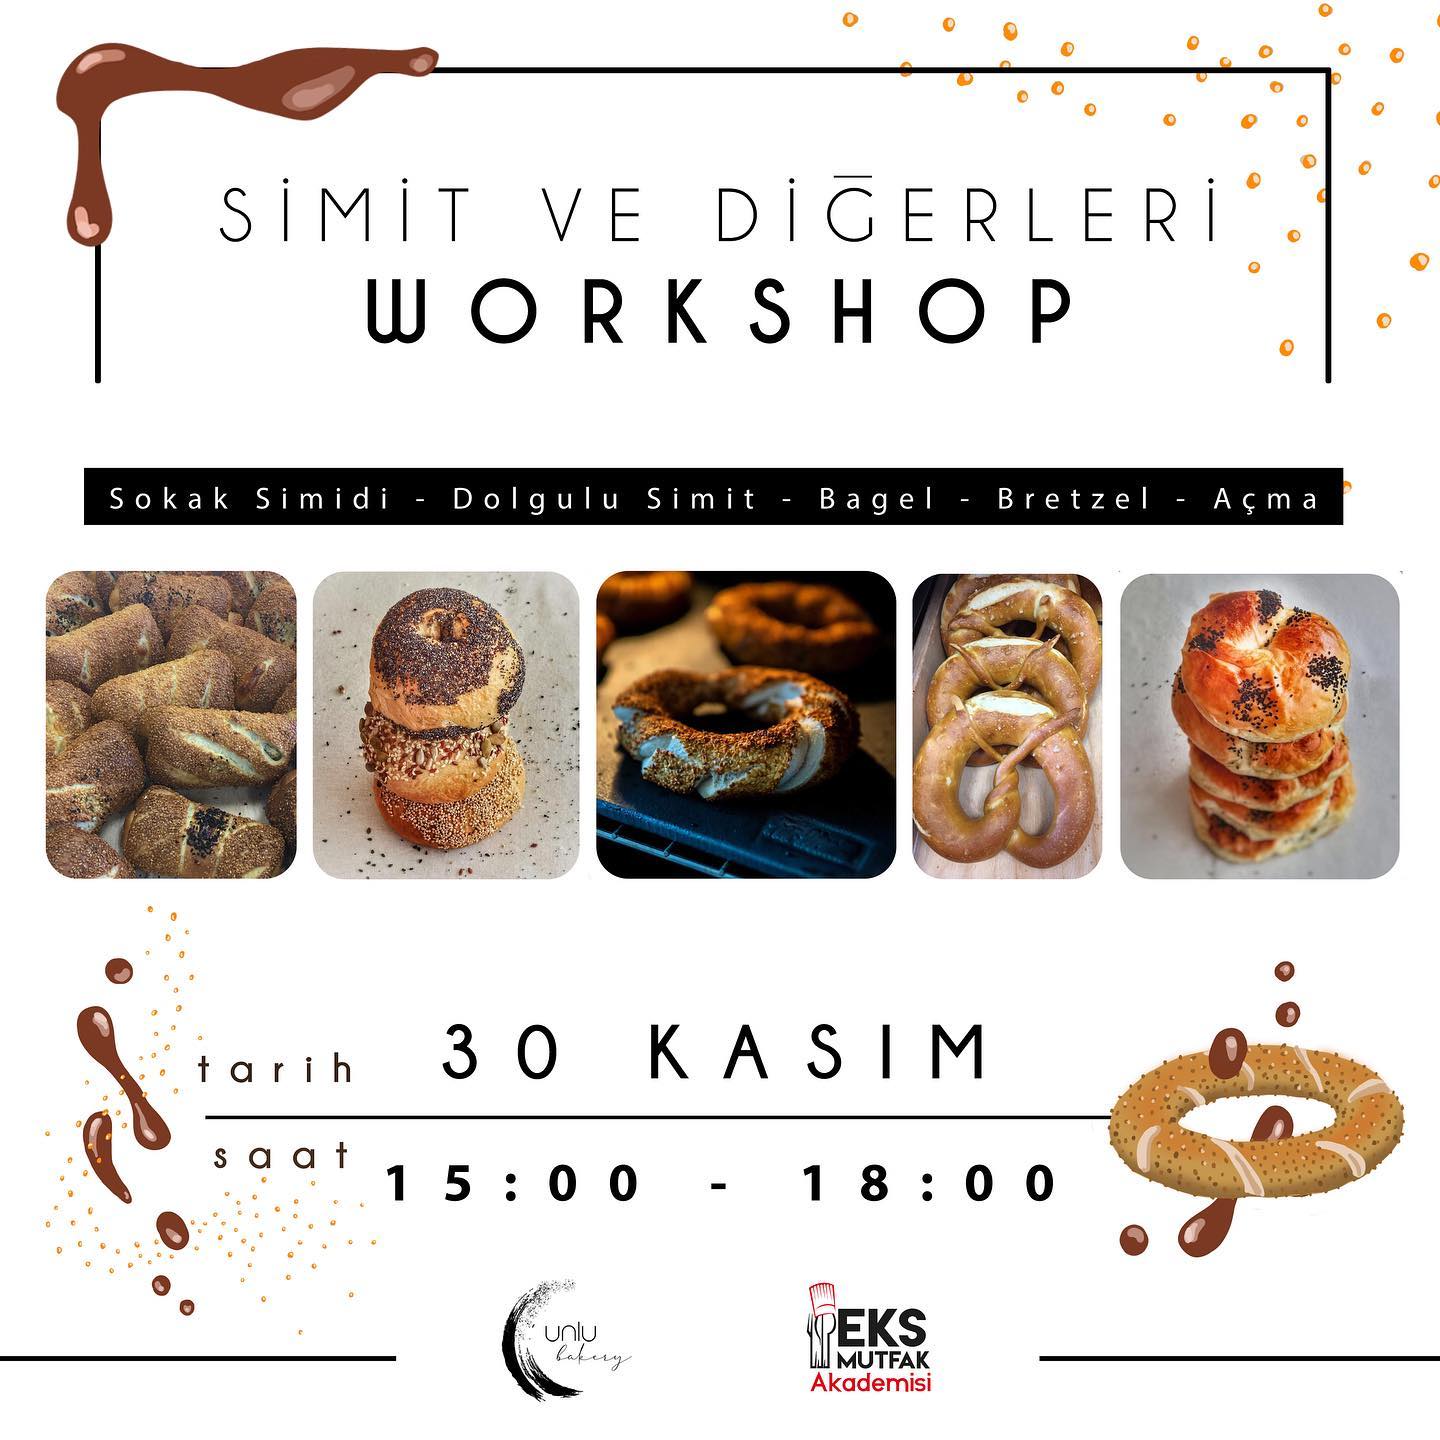 SİMİT VE DİĞERLERİ
WORKSHOP
Sokak Simidi - Dolgulu Simit - Bagel - Bretzel - Açma
tarih
30 KASIM
saat
15:00 - 18:00
unlu
bakery
EKS
MUTFAK
Akademisi